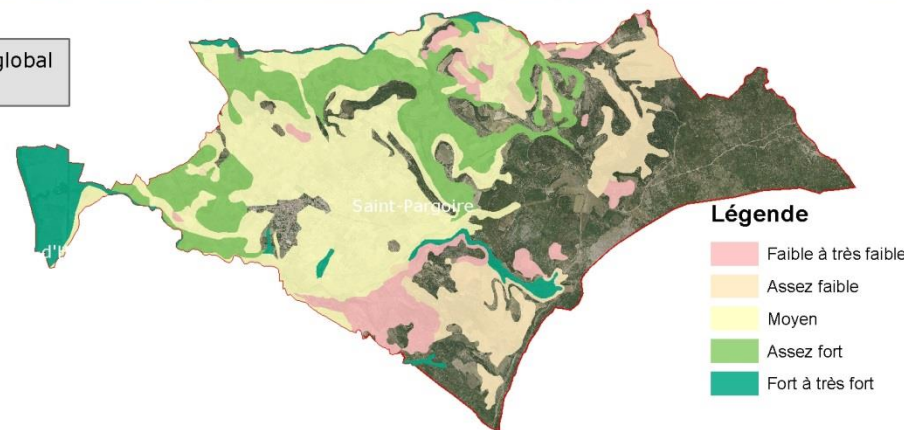 global
Saint-Pargoire
Légende
Faible à très faible
Assez faible
Moyen
Assez fort
Fort à très fort